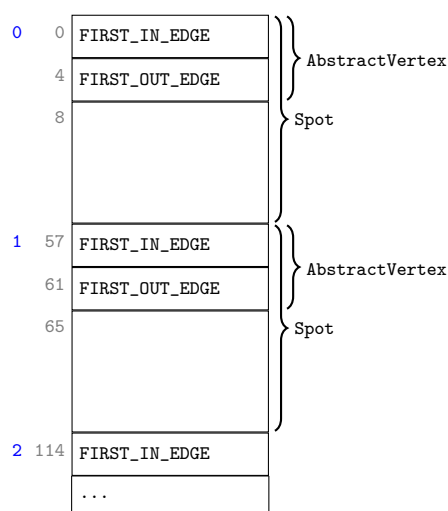 0 0 FIRST_IN_EDGE
AbstractVertex
4 FIRST_OUT_EDGE
8
Spot
1 57 FIRST_IN_EDGE
AbstractVertex
61 FIRST_OUT_EDGE
65
Spot
2 114 FIRST_IN_EDGE
...